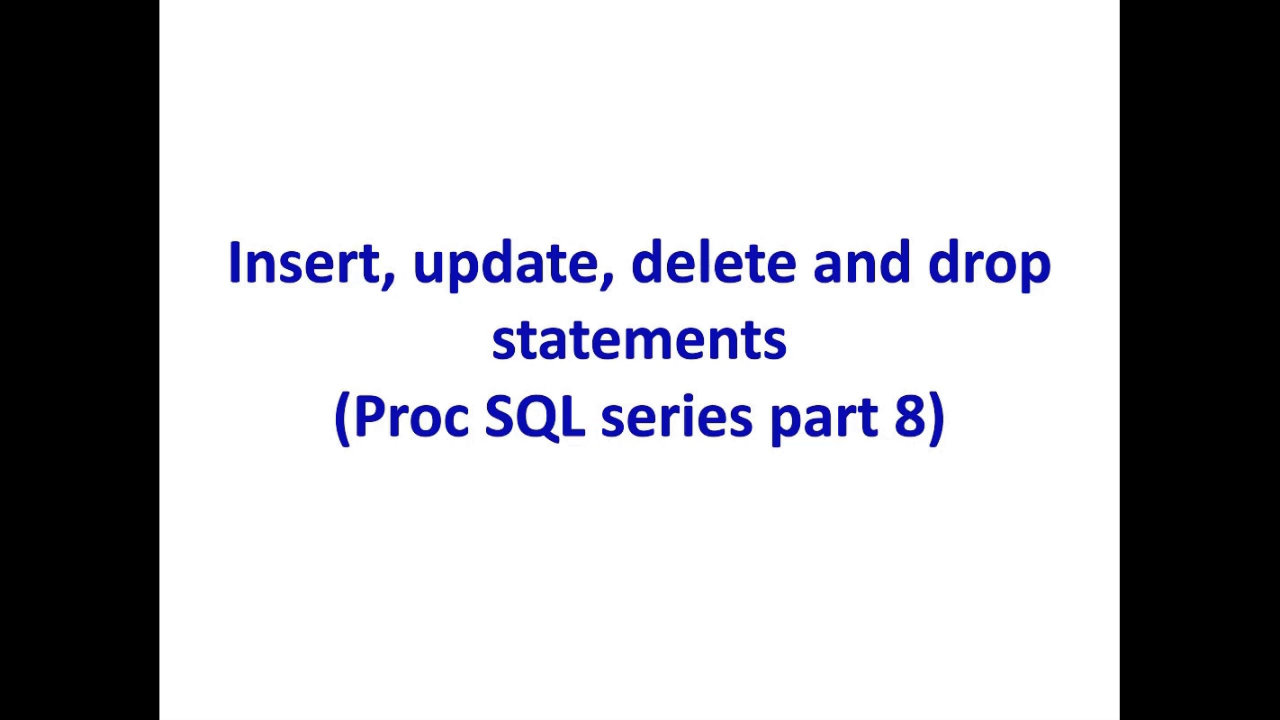 Insert, update, delete and drop
statements
(Proc SQL series part 8)